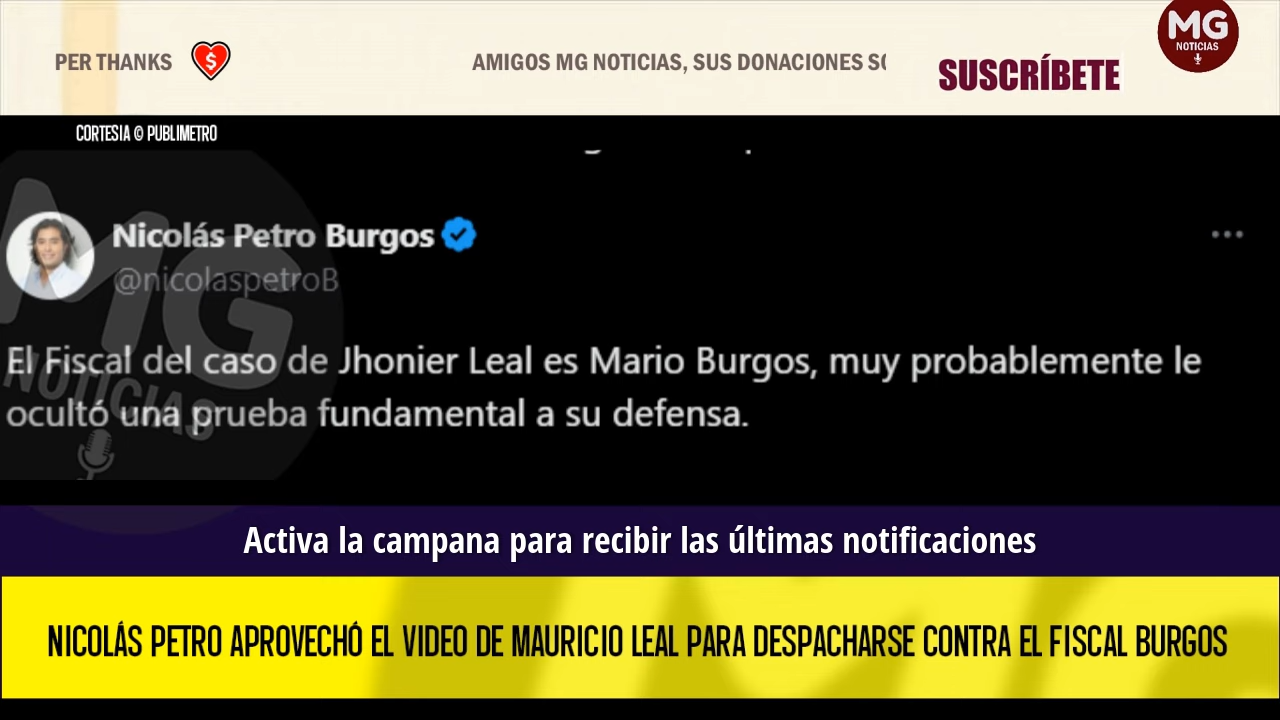 PER THANKS
AMIGOS MG NOTICIAS, SUS DONACIONES
SUSCRÍBETE
MG
NOTICIAS
CORTESIA © PUBLIMETRO
Nicolás Petro Burgos
@nicolaspetroB
El Fiscal del caso de Jhonier Leal es Mario Burgos, muy probablemente le
ocultó una prueba fundamental a su defensa.
MG
NOTICIAS
Activa la campana para recibir las últimas notificaciones
NICOLÁS PETRO APROVECHÓ EL VIDEO DE MAURICIO LEAL PARA DESPACHARSE CONTRA EL FISCAL BURGOS